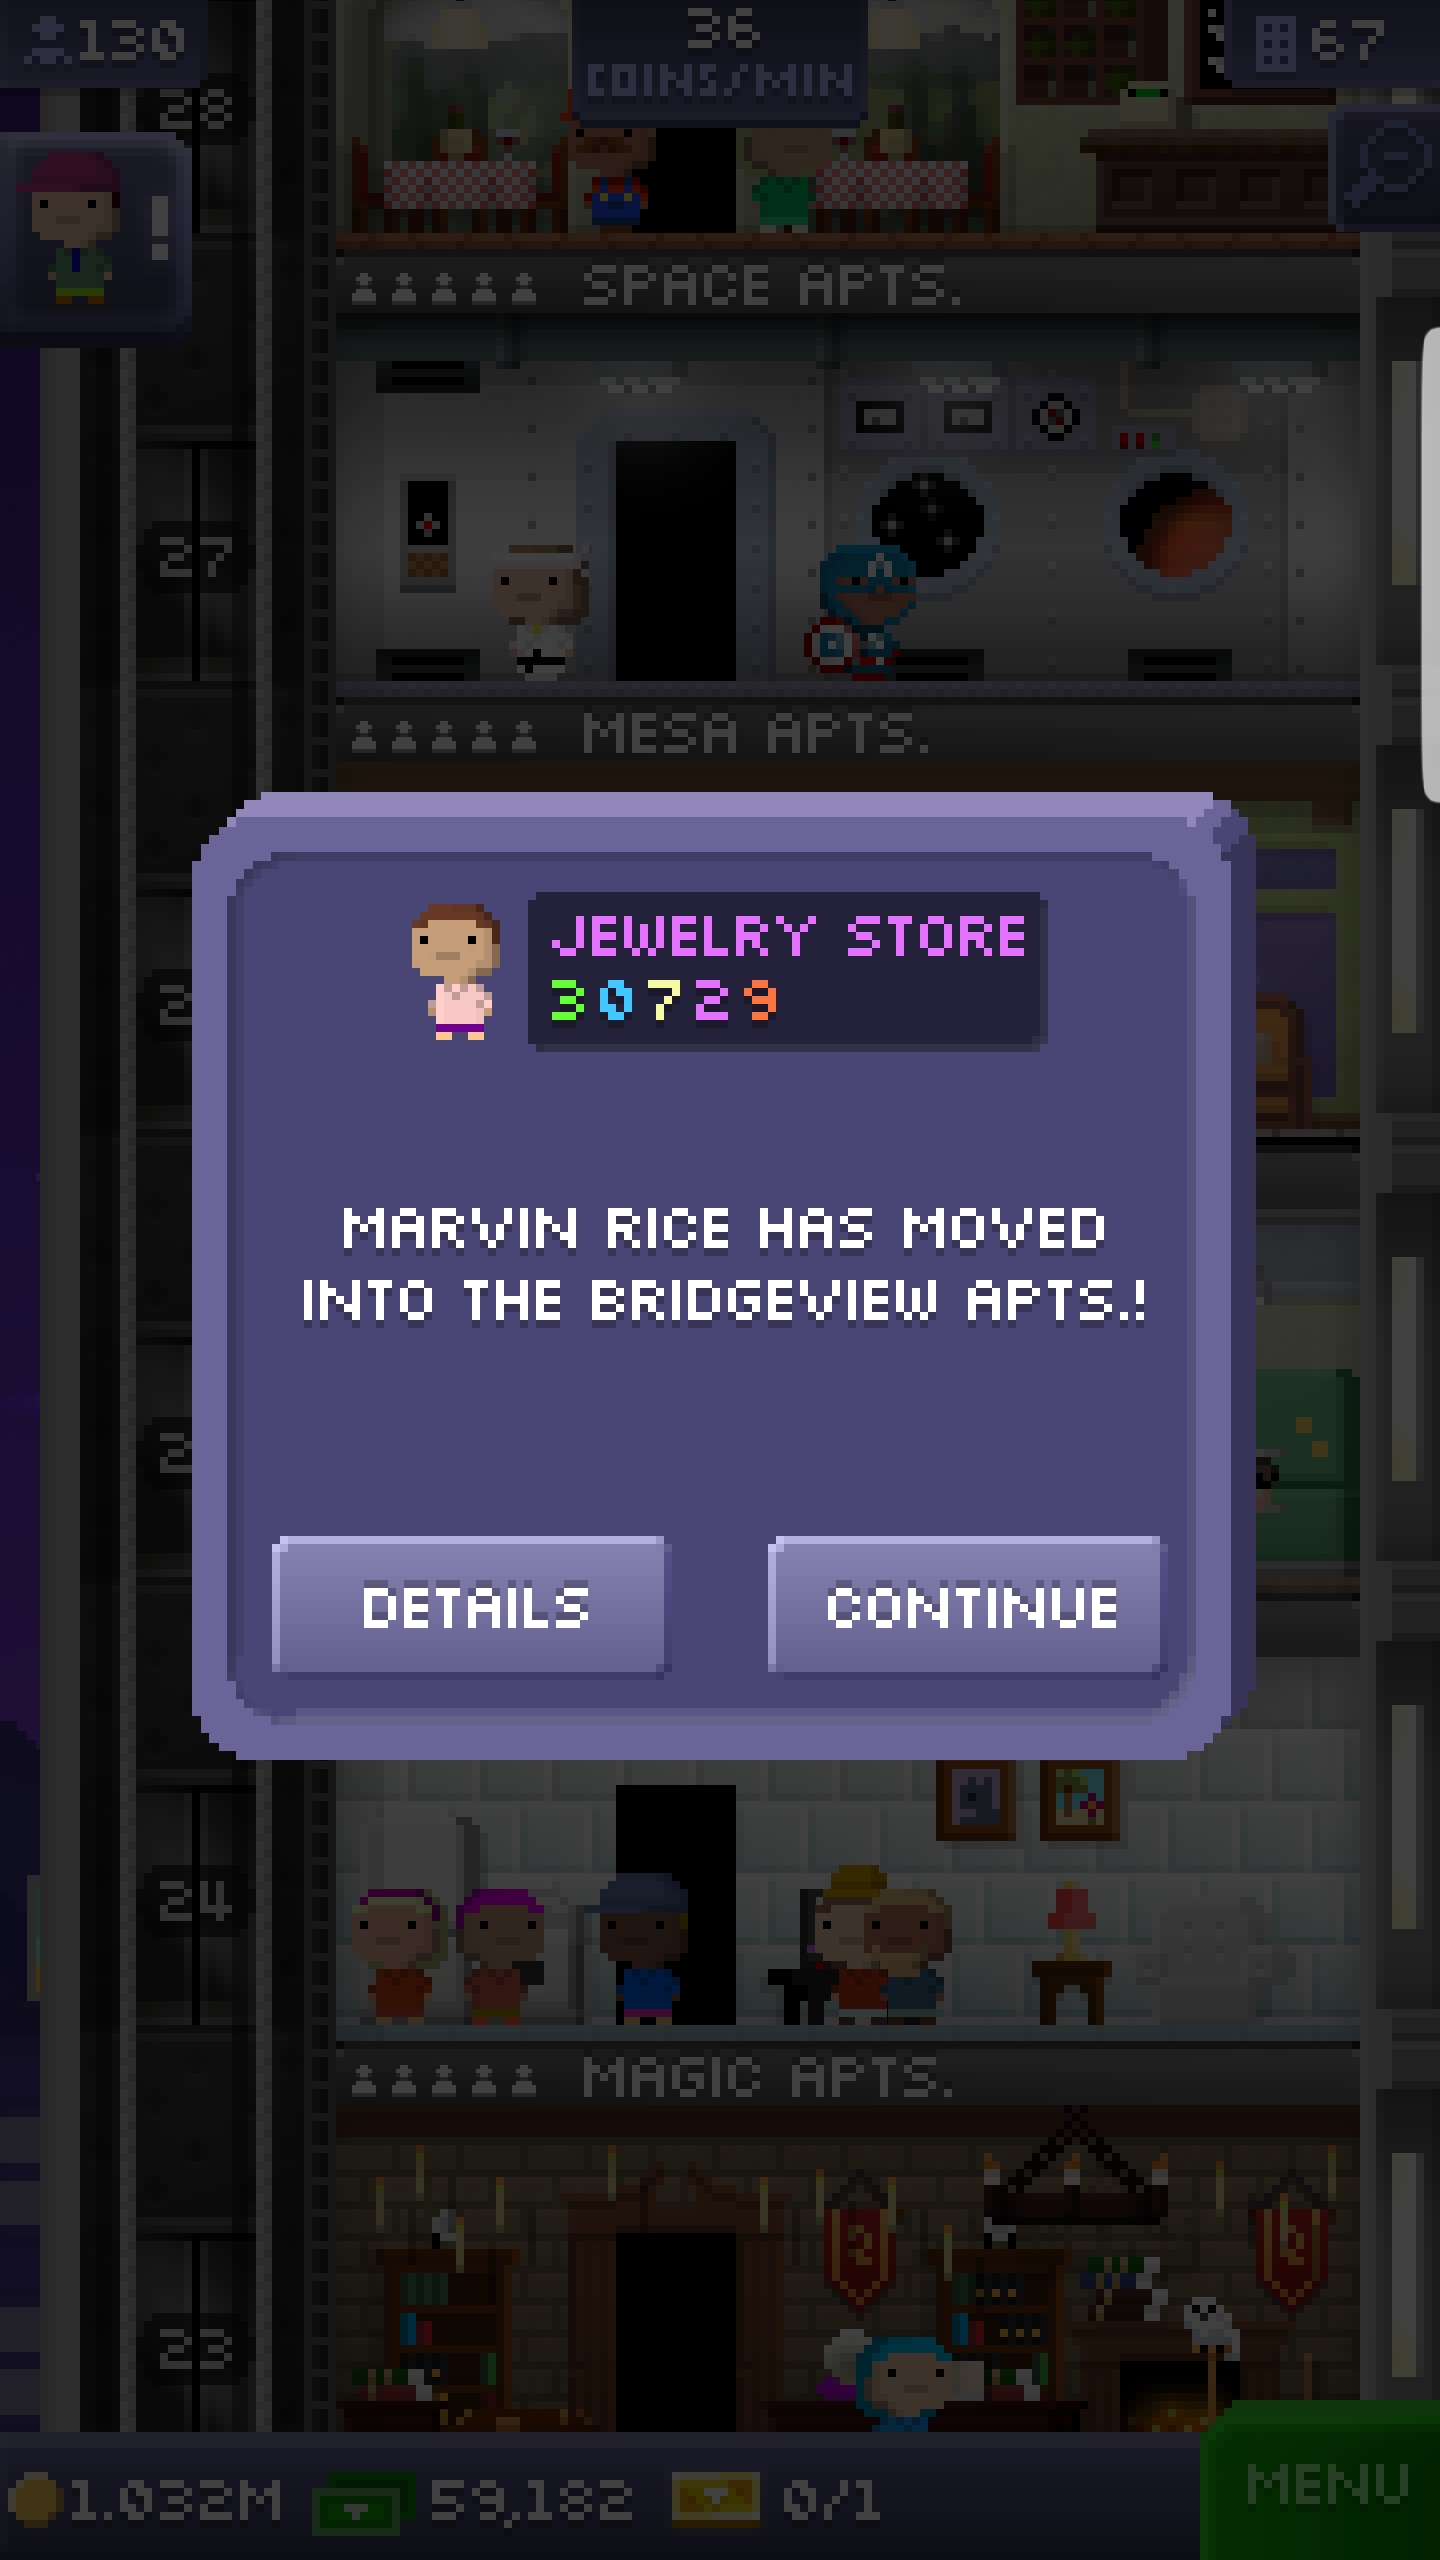 130
36
COINS/MIN
67
28
SPACE APTS.
27
MESA APTS.
JEWELRY STORE
30729
MARVIN RICE HAS MOVED
INTO THE BRIDGEVIEW APTS.!
DETAILS
CONTINUE
24
MAGIC APTS.
23
1.032M
59,182
0/1
MENU